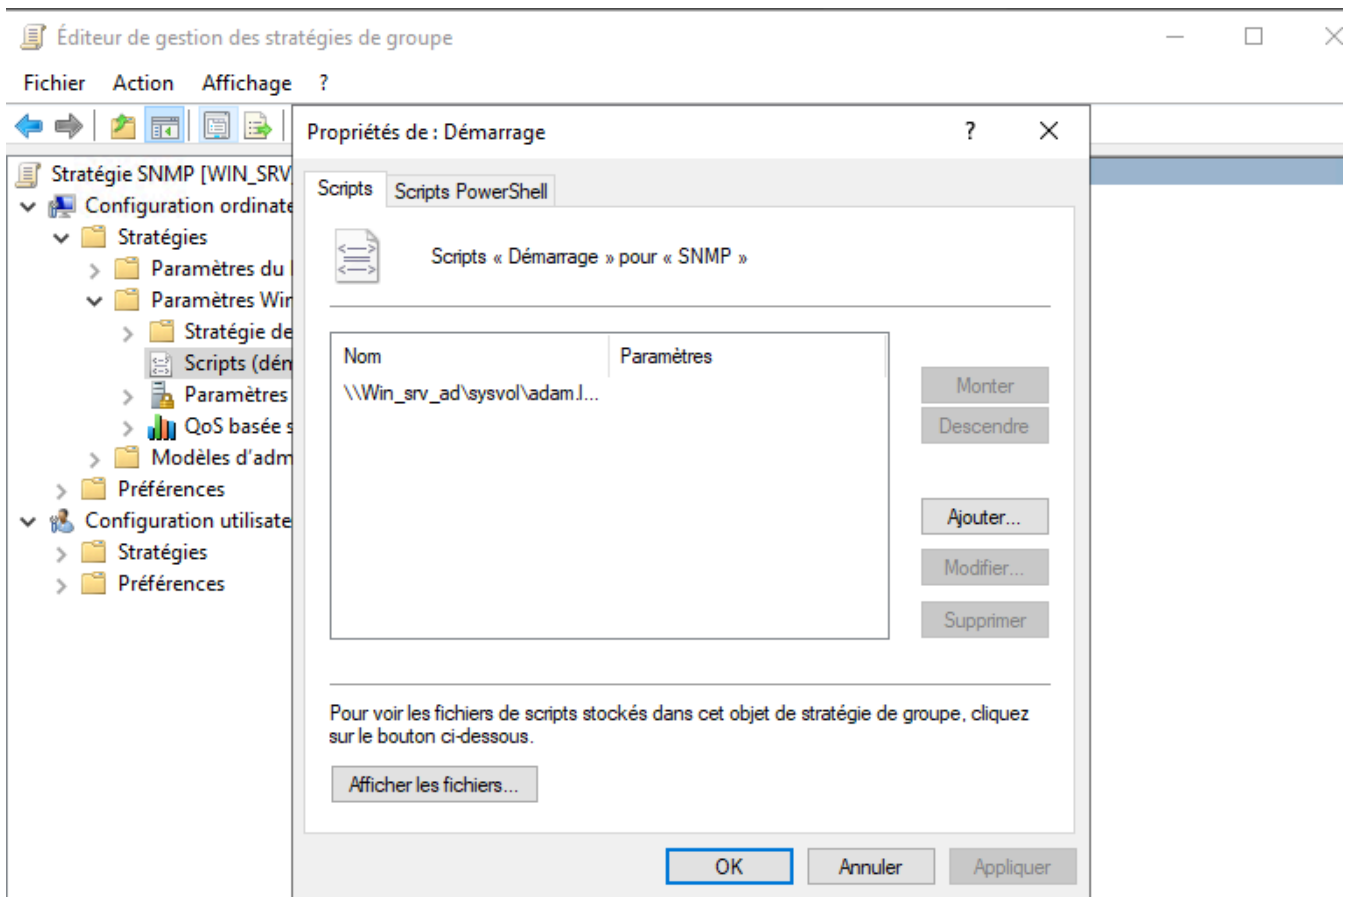 Éditeur de gestion des stratégies de groupe
Fichier Action Affichage ?
Propriétés de : Démarrage ?
Stratégie SNMP [WIN_SRV_
Configuration ordinate
Stratégies
Paramètres du l
Paramètres Wir
Stratégie de
Scripts (dén
Paramètres
QoS basée s
Modèles d'adm
Préférences
Configuration utilisate
Stratégies
Préférences
Scripts Scripts PowerShell
Scripts « Démarrage » pour « SNMP »
Nom Paramètres
\\Win_srv_ad\sysvol\adam.l...
Monter
Descendre
Ajouter...
Modifier...
Supprimer
Pour voir les fichiers de scripts stockés dans cet objet de stratégie de groupe, cliquez
sur le bouton ci-dessous.
Afficher les fichiers...
OK Annuler Appliquer